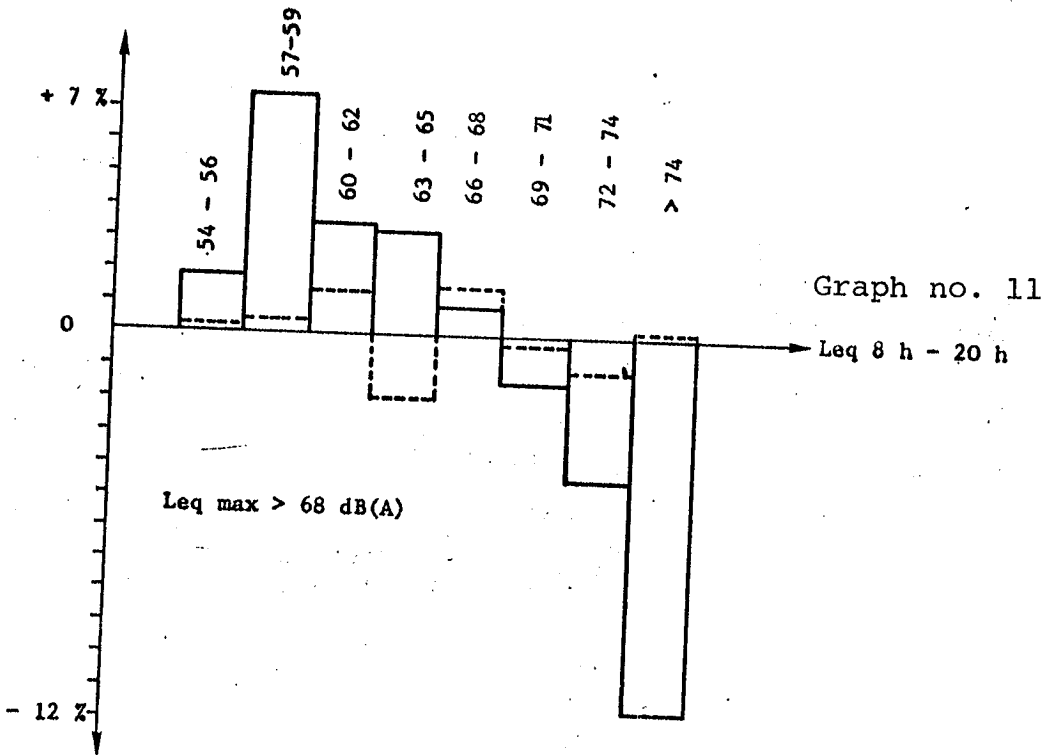 + 7 %
54 - 56
57-59
60 - 62
63 - 65
66 - 68
69 - 71
72 - 74
> 74
0
Graph no. 11
Leq 8 h - 20 h
Leq max > 68 dB(A)
- 12 %